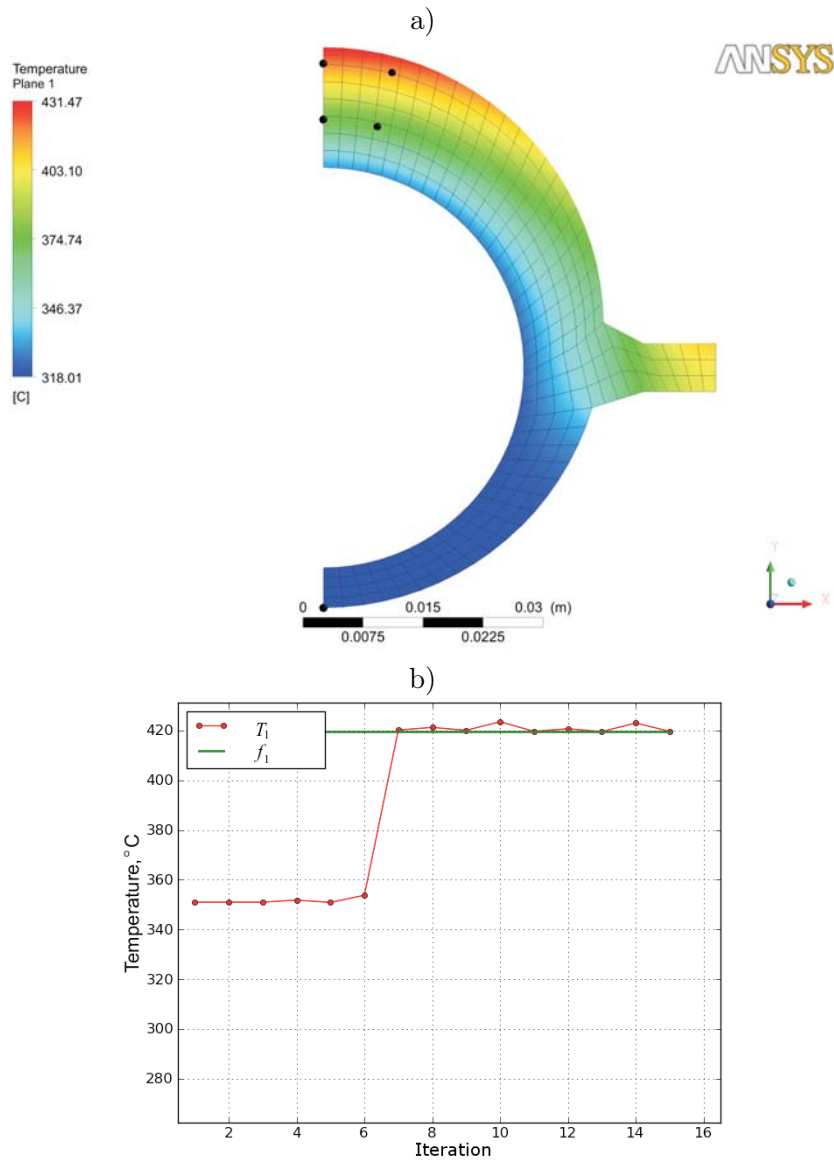 a)
ANSYS
Temperature
Plane 1
431.47
403.10
374.74
346.37
318.01
[C]
Y
X
Z
0 0.015 0.03 (m)
0.0075 0.0225
b)
T₁
f₁
420
400
380
360
340
320
300
280
Temperature,°C
2 4 6 8 10 12 14 16
Iteration